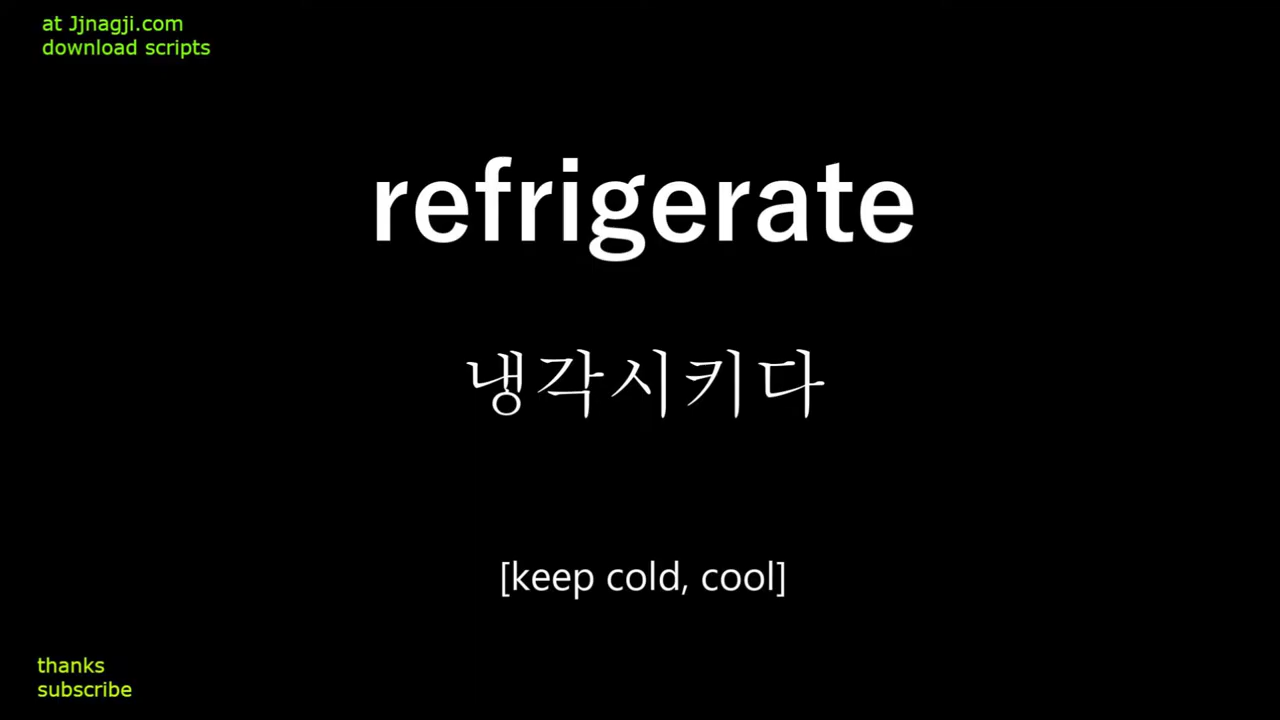 at Jjnagji.com
download scripts
refrigerate
냉각시키다
[keep cold, cool]
thanks
subscribe